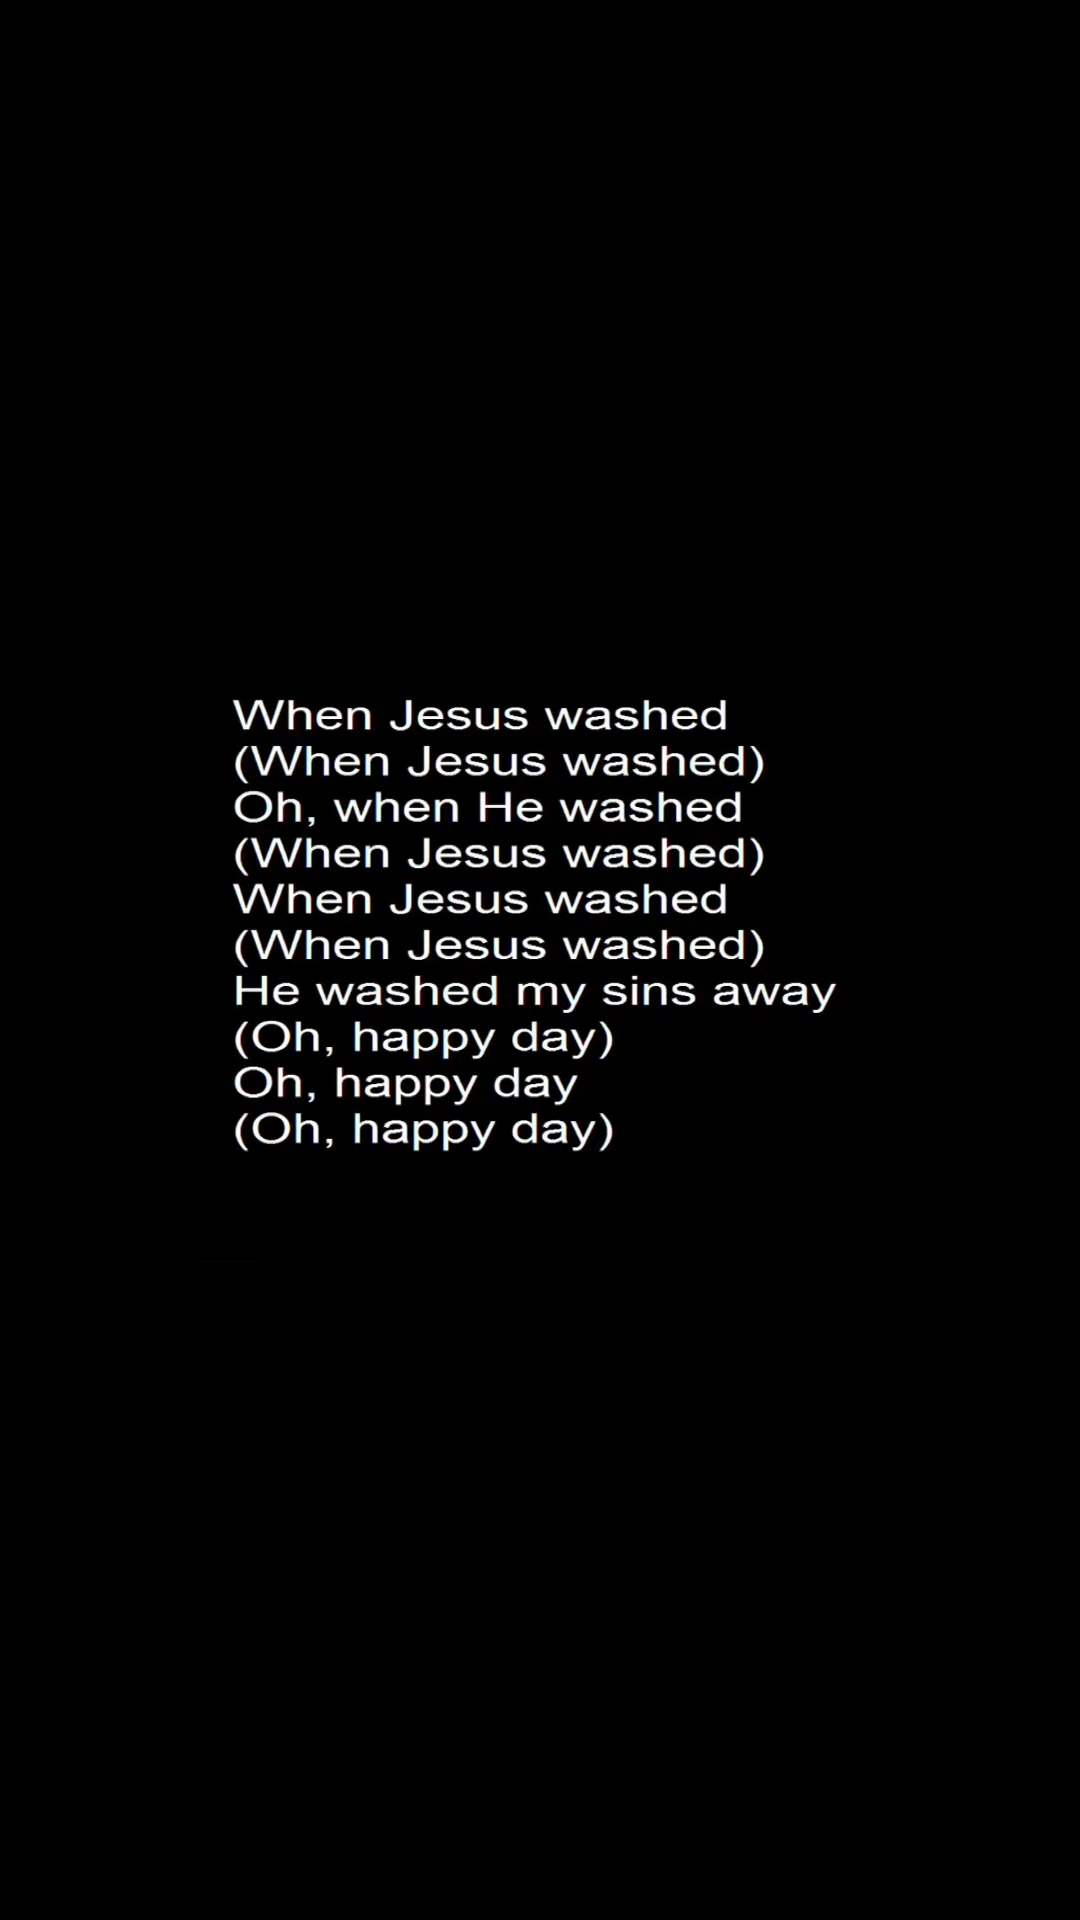 When Jesus washed
(When Jesus washed)
Oh, when He washed
(When Jesus washed)
When Jesus washed
(When Jesus washed)
He washed my sins away
(Oh, happy day)
Oh, happy day
(Oh, happy day)